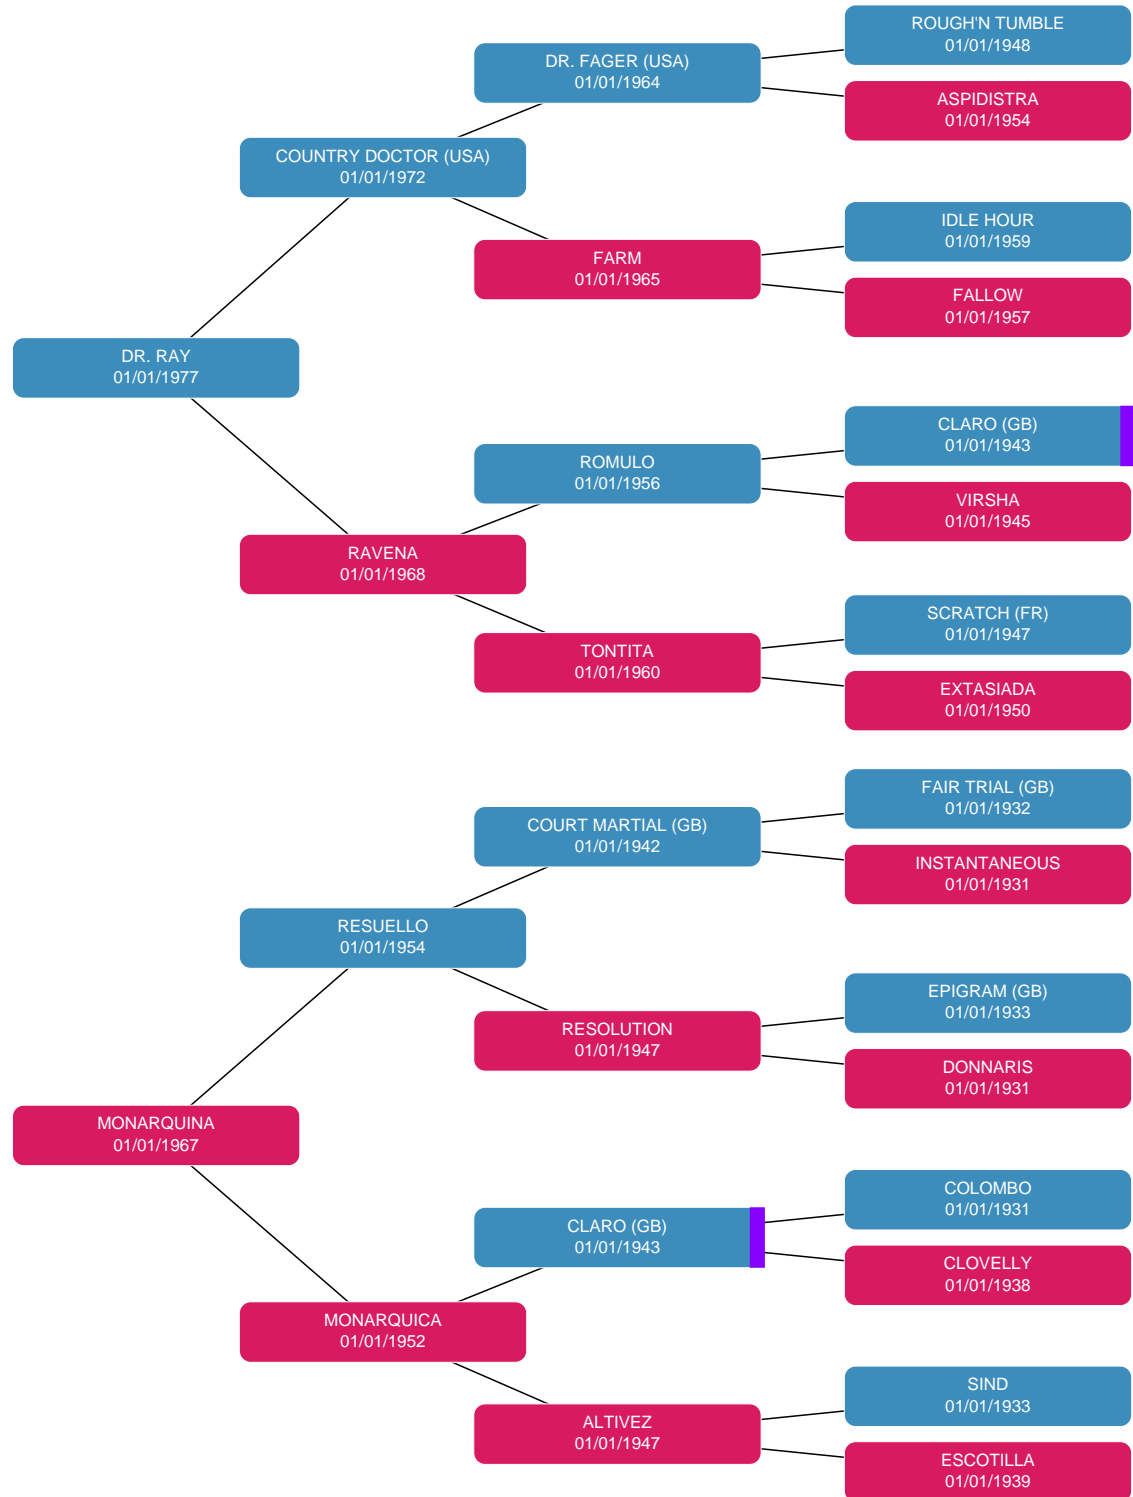 ROUGH'N TUMBLE
01/01/1948
DR. FAGER (USA)
01/01/1964
ASPIDISTRA
01/01/1954
COUNTRY DOCTOR (USA)
01/01/1972
IDLE HOUR
01/01/1959
FARM
01/01/1965
FALLOW
01/01/1957
DR. RAY
01/01/1977
CLARO (GB)
01/01/1943
ROMULO
01/01/1956
VIRSHA
01/01/1945
RAVENA
01/01/1968
SCRATCH (FR)
01/01/1947
TONTITA
01/01/1960
EXTASIADA
01/01/1950
FAIR TRIAL (GB)
01/01/1932
COURT MARTIAL (GB)
01/01/1942
INSTANTANEOUS
01/01/1931
RESUELLO
01/01/1954
EPIGRAM (GB)
01/01/1933
RESOLUTION
01/01/1947
DONNARIS
01/01/1931
MONARQUINA
01/01/1967
COLOMBO
01/01/1931
CLARO (GB)
01/01/1943
CLOVELLY
01/01/1938
MONARQUICA
01/01/1952
SIND
01/01/1933
ALTIVEZ
01/01/1947
ESCOTILLA
01/01/1939